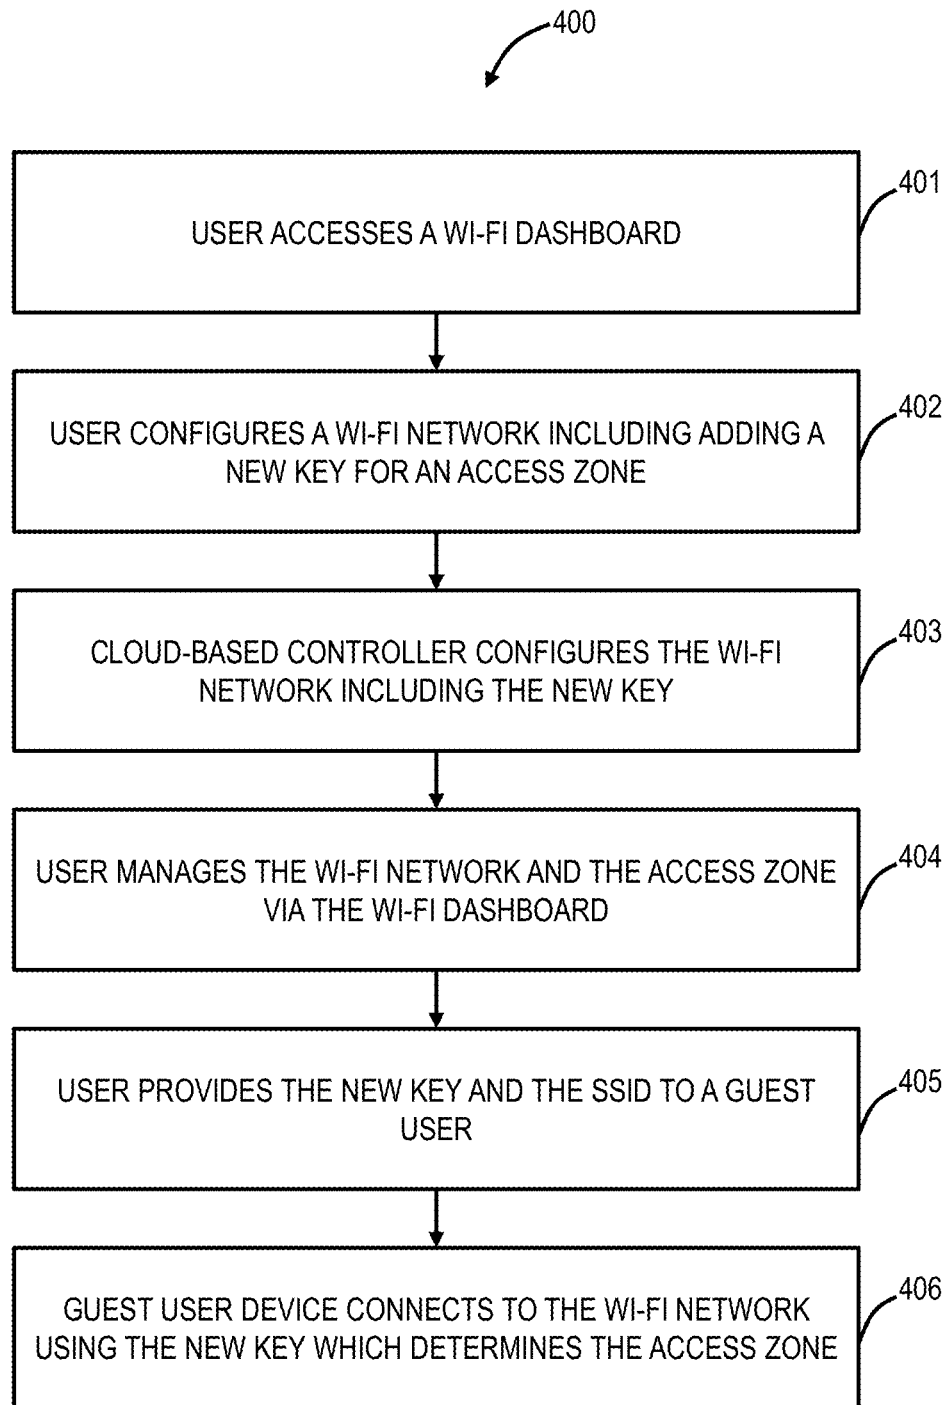 400
401
USER ACCESSES A WI-FI DASHBOARD
402
USER CONFIGURES A WI-FI NETWORK INCLUDING ADDING A
NEW KEY FOR AN ACCESS ZONE
403
CLOUD-BASED CONTROLLER CONFIGURES THE WI-FI
NETWORK INCLUDING THE NEW KEY
404
USER MANAGES THE WI-FI NETWORK AND THE ACCESS ZONE
VIA THE WI-FI DASHBOARD
405
USER PROVIDES THE NEW KEY AND THE SSID TO A GUEST
USER
406
GUEST USER DEVICE CONNECTS TO THE WI-FI NETWORK
USING THE NEW KEY WHICH DETERMINES THE ACCESS ZONE